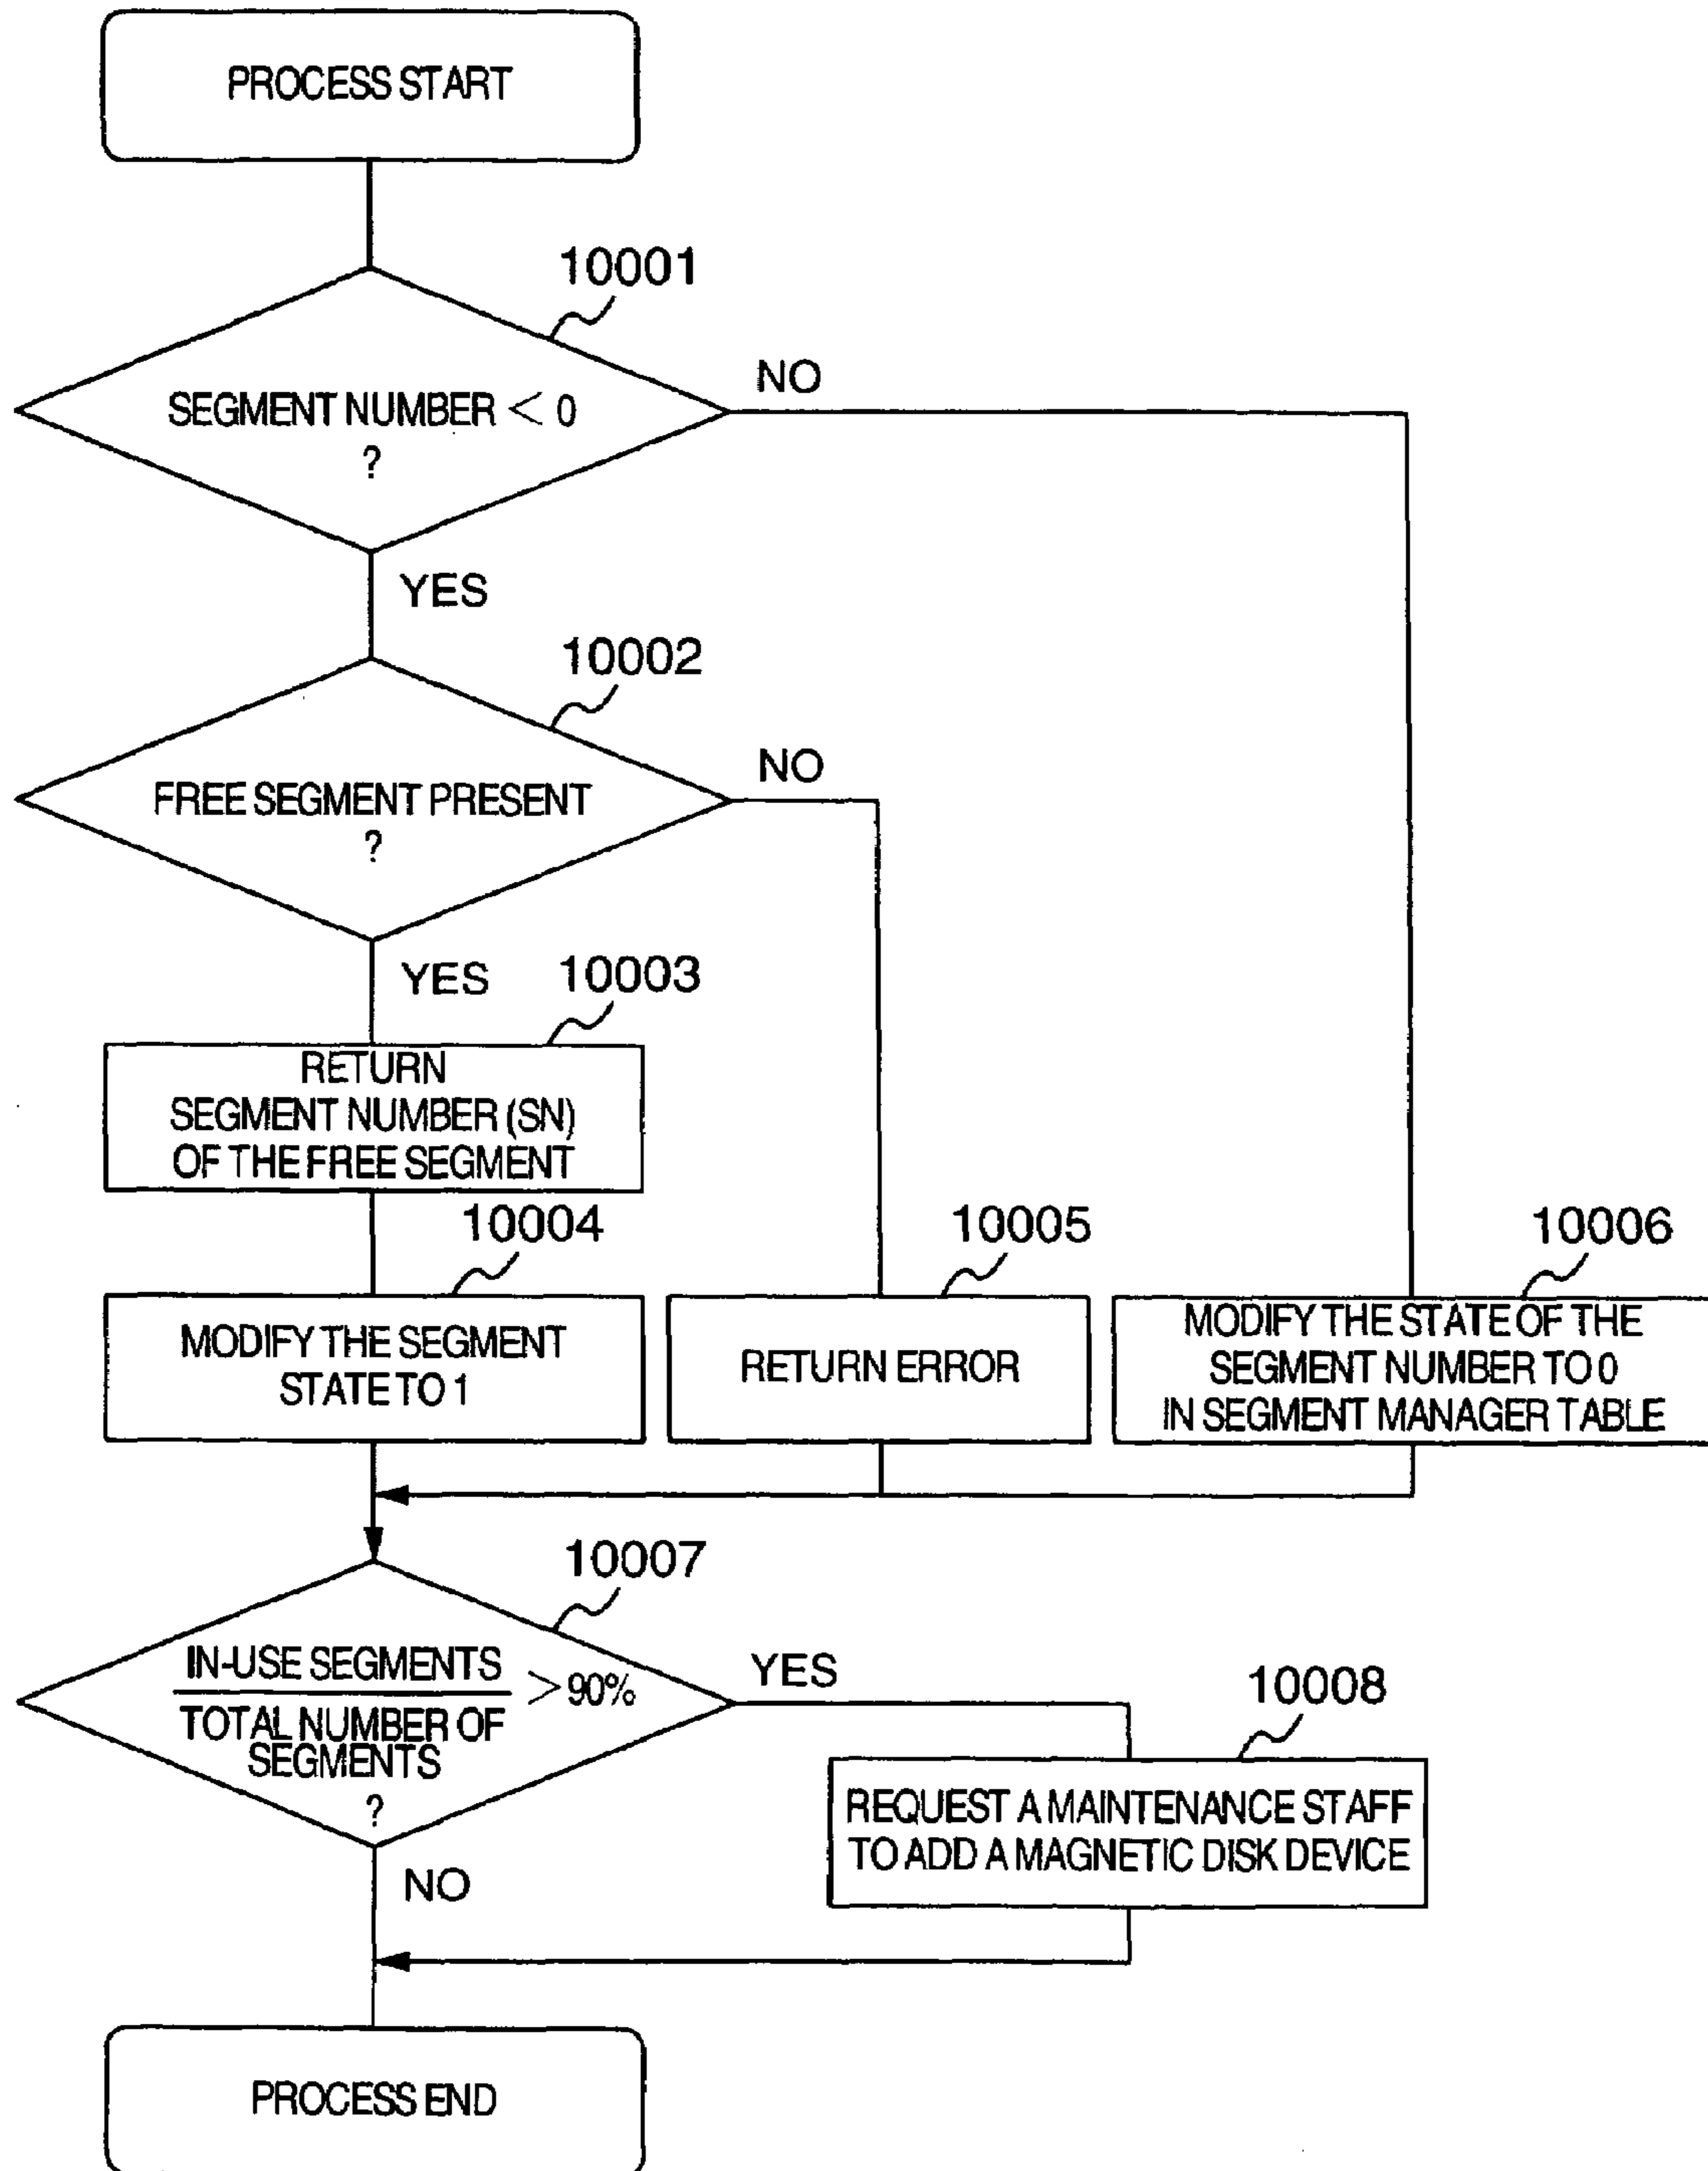 PROCESS START
10001
NO
SEGMENT NUMBER < 0
?
YES
10002
NO
FREE SEGMENT PRESENT
?
YES
10003
RETURN
SEGMENT NUMBER (SN)
OF THE FREE SEGMENT
10004
10005
10006
MODIFY THE SEGMENT
STATE TO 1
RETURN ERROR
MODIFY THE STATE OF THE
SEGMENT NUMBER TO 0
IN SEGMENT MANAGER TABLE
10007
IN-USE SEGMENTS
TOTAL NUMBER OF
SEGMENTS
> 90%
?
YES
10008
REQUEST A MAINTENANCE STAFF
TO ADD A MAGNETIC DISK DEVICE
NO
PROCESS END